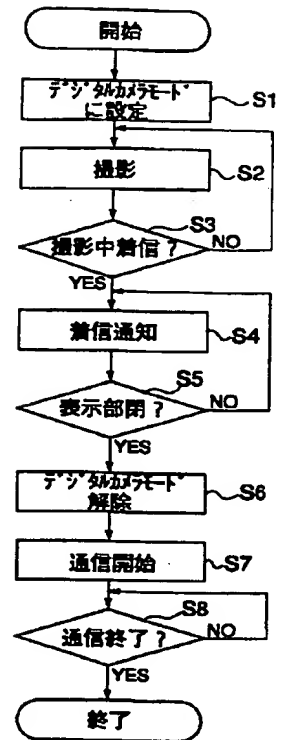 開始
デジタルカメラモード
に設定
S1
撮影
S2
撮影中着信？
S3
NO
YES
着信通知
S4
表示部閉？
S5
NO
YES
デジタルカメラモード
解除
S6
通信開始
S7
通信終了？
S8
NO
YES
終了